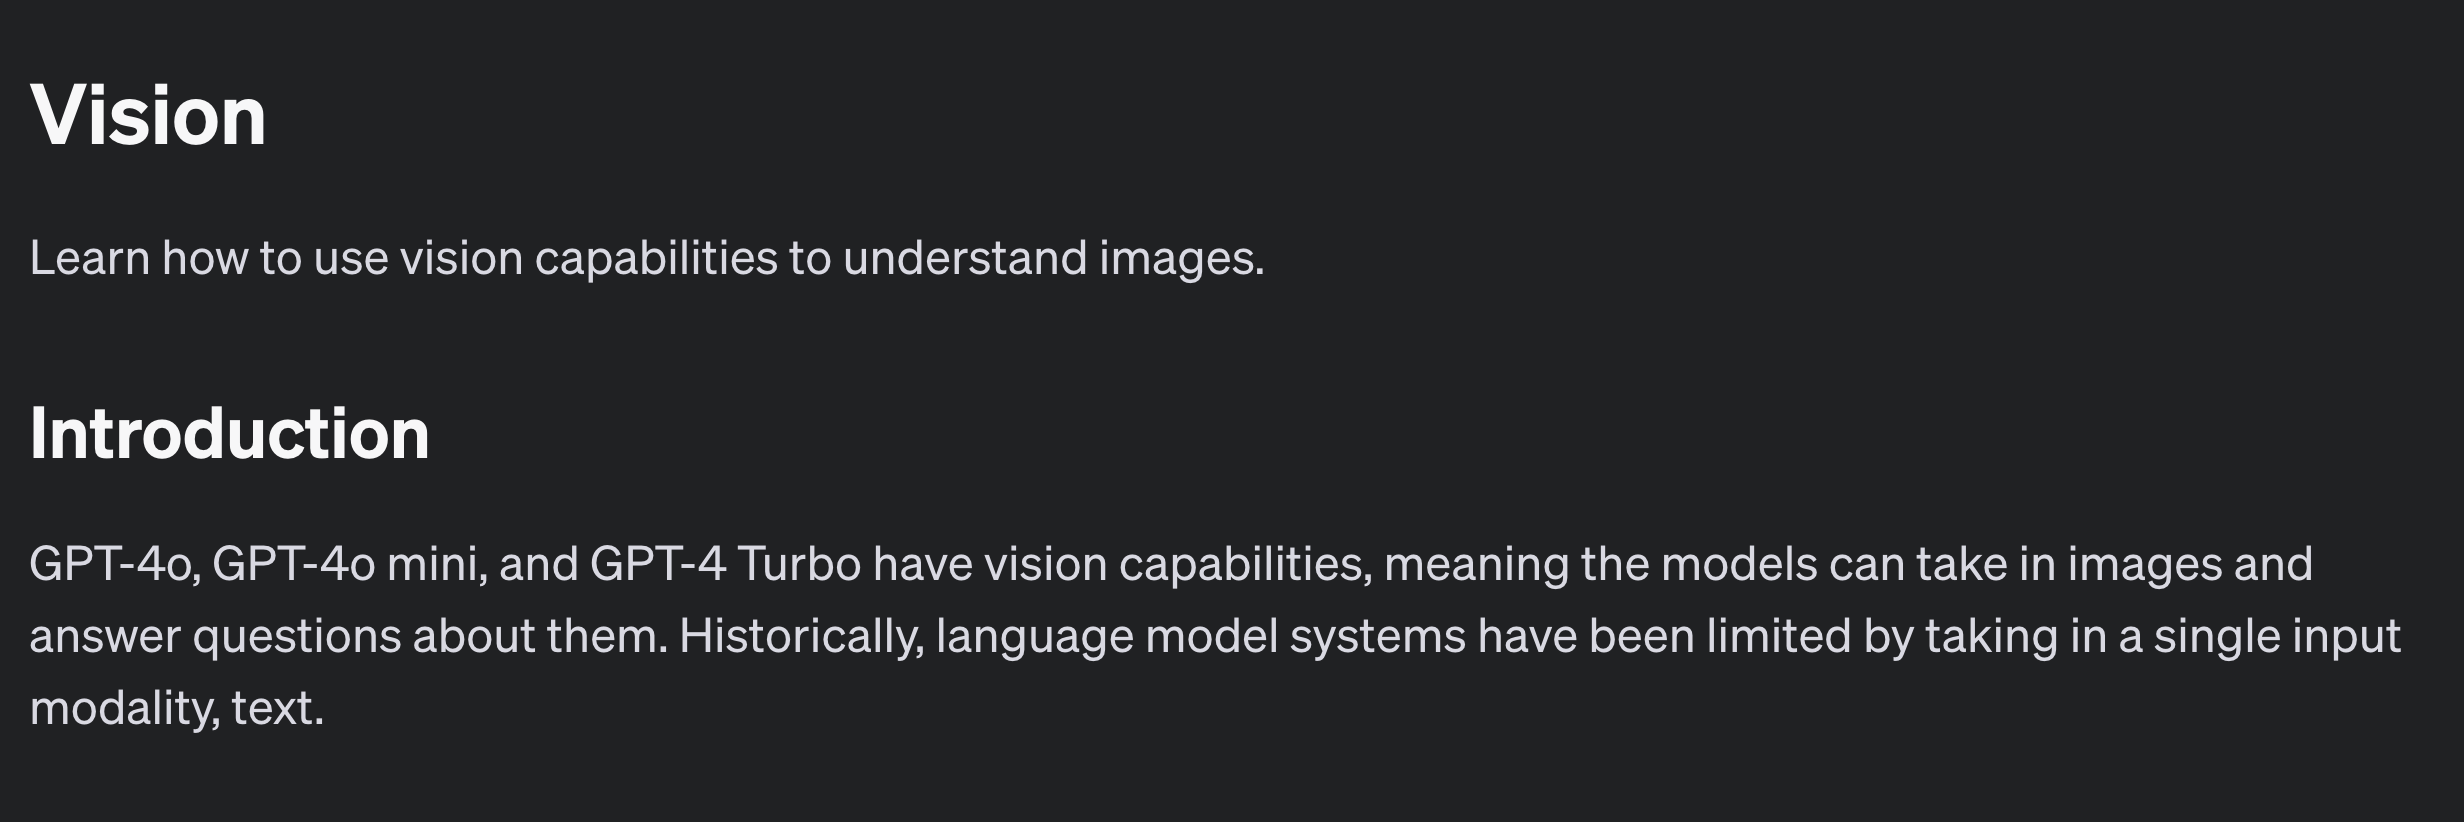 Vision
Learn how to use vision capabilities to understand images.
Introduction
GPT-4o, GPT-4o mini, and GPT-4 Turbo have vision capabilities, meaning the models can take in images and
answer questions about them. Historically, language model systems have been limited by taking in a single input
modality, text.